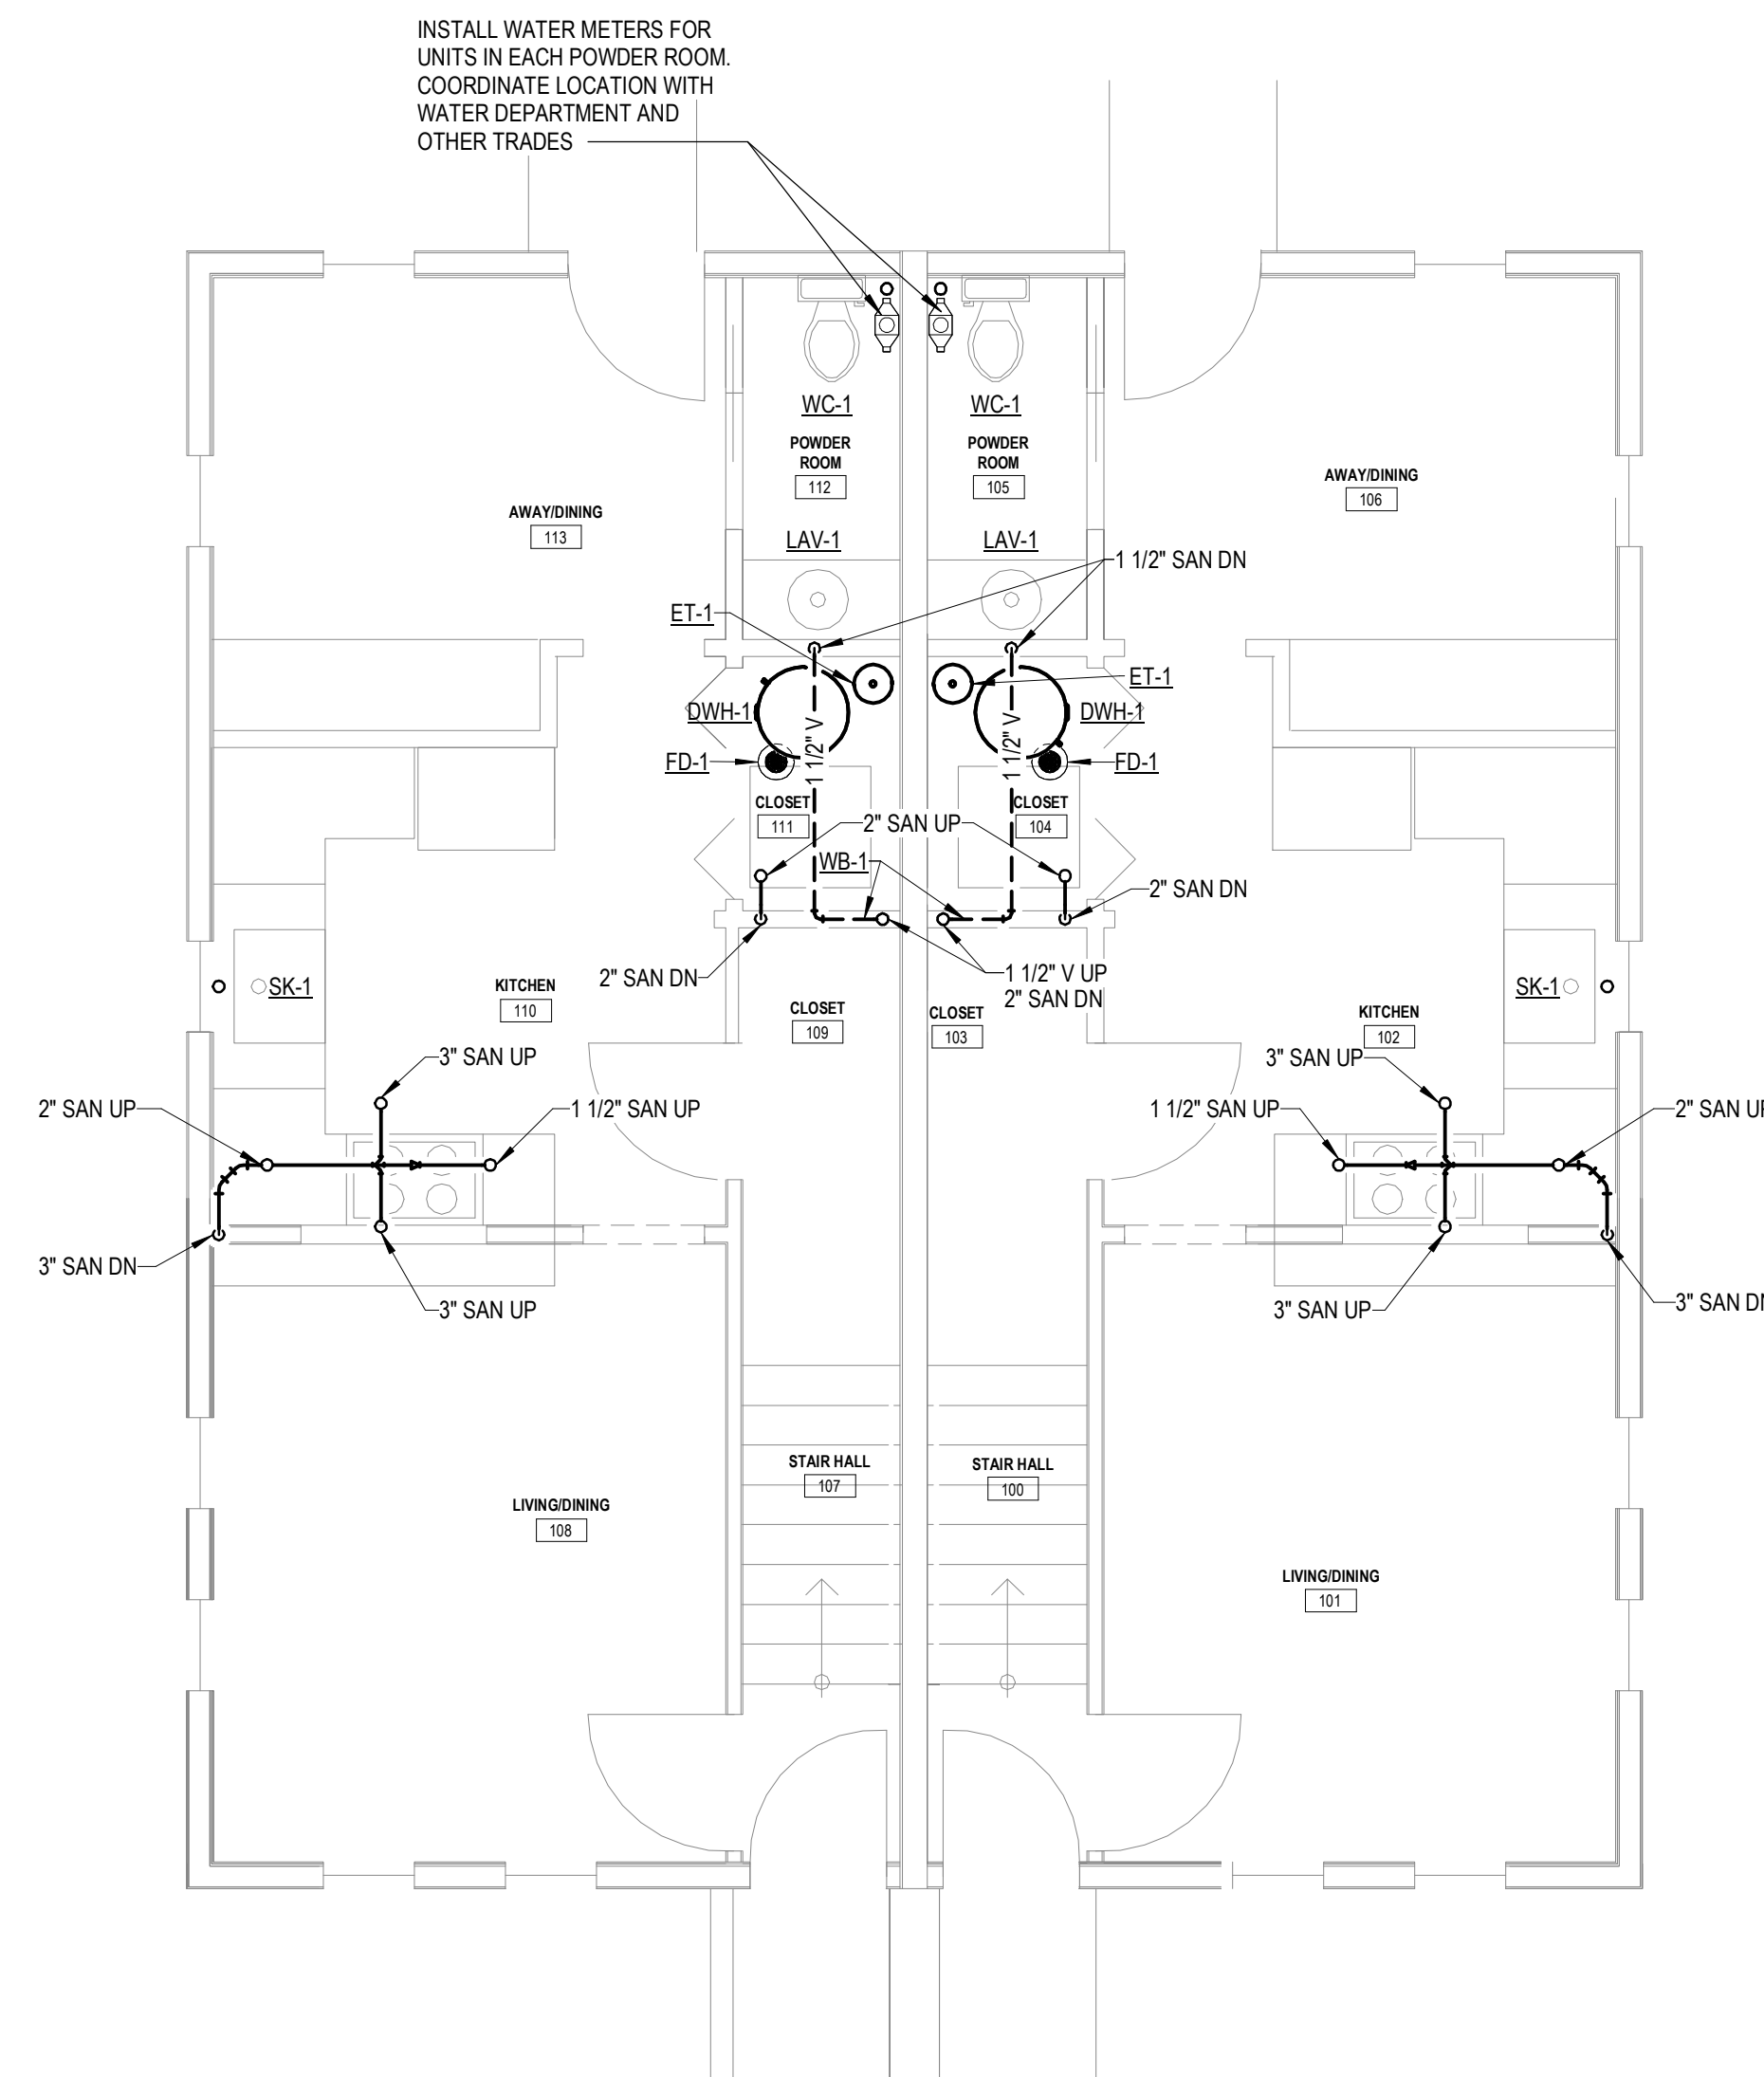 INSTALL WATER METERS FOR
UNITS IN EACH POWDER ROOM.
COORDINATE LOCATION WITH
WATER DEPARTMENT AND
OTHER TRADES
WC-1
WC-1
POWDER
ROOM
112
POWDER
ROOM
105
AWAY/DINING
106
AWAY/DINING
113
LAV-1
LAV-1
1 1/2" SAN DN
ET-1
ET-1
DWH-1
DWH-1
1 1/2" V
1 1/2" V
FD-1
FD-1
CLOSET
111
CLOSET
104
2" SAN UP
WB-1
2" SAN DN
2" SAN DN
1 1/2" V UP
2" SAN DN
SK-1
KITCHEN
110
CLOSET
109
CLOSET
103
SK-1
KITCHEN
102
3" SAN UP
3" SAN UP
2" SAN UP
1 1/2" SAN UP
1 1/2" SAN UP
2" SAN UP
3" SAN DN
3" SAN UP
3" SAN UP
3" SAN DN
STAIR HALL
107
STAIR HALL
100
LIVING/DINING
108
LIVING/DINING
101